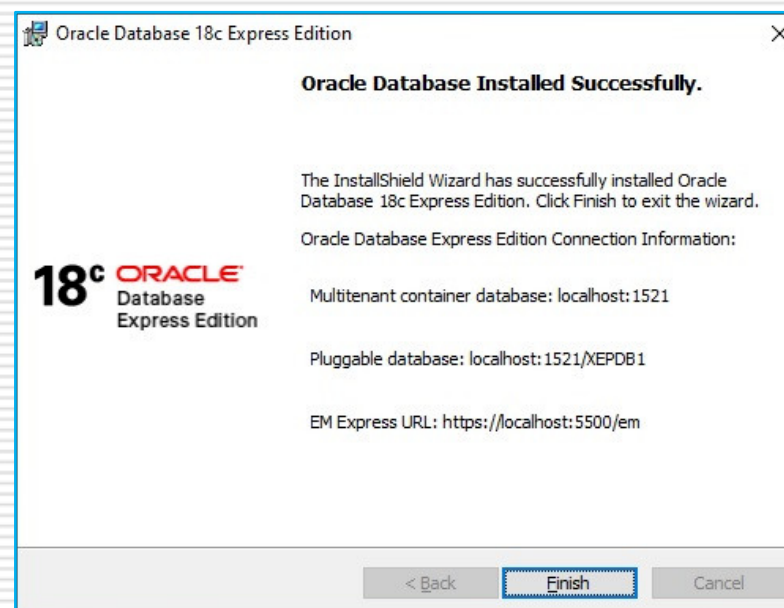 Oracle Database 18c Express Edition
Oracle Database Installed Successfully.
The InstallShield Wizard has successfully installed Oracle
Database 18c Express Edition. Click Finish to exit the wizard.
Oracle Database Express Edition Connection Information:
18c ORACLE
Database
Express Edition
Multitenant container database: localhost:1521
Pluggable database: localhost:1521/XEPDB1
EM Express URL: https://localhost:5500/em
< Back
Finish
Cancel